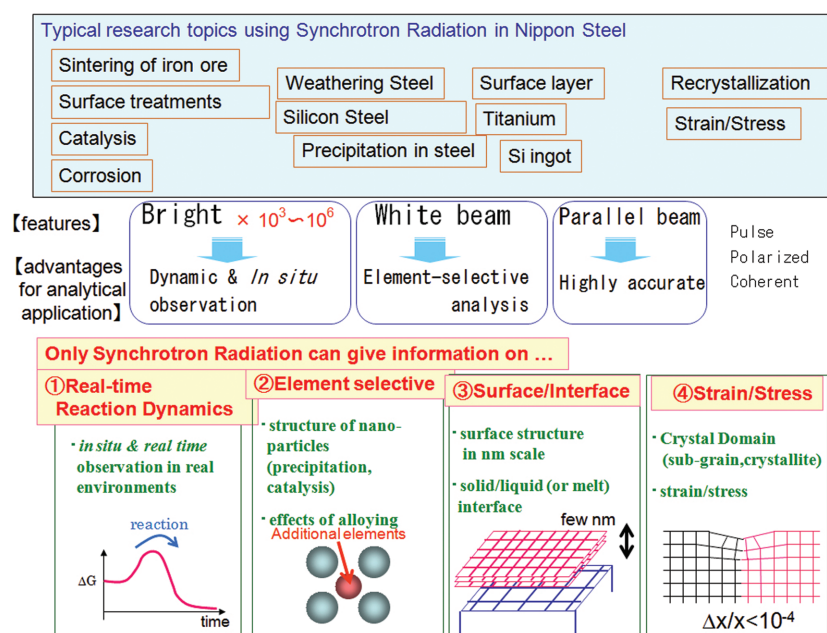 Typical research topics using Synchrotron Radiation in Nippon Steel
Sintering of iron ore
Surface treatments
Catalysis
Corrosion
Weathering Steel
Silicon Steel
Precipitation in steel
Surface layer
Titanium
Si ingot
Recrystallization
Strain/Stress
【features】
Bright × 10³∽10⁶
White beam
Parallel beam
【advantages
for analytical
application】
Dynamic & In situ
observation
Element-selective
analysis
Highly accurate
Pulse
Polarized
Coherent
Only Synchrotron Radiation can give information on …
①Real-time
Reaction Dynamics
・in situ & real time
observation in real
environments
reaction
ΔG
time
②Element selective
・structure of nano-
particles
(precipitation,
catalysis)
・effects of alloying
Additional elements
③Surface/Interface
・surface structure
in nm scale
・solid/liquid (or melt)
interface
few nm
④Strain/Stress
・Crystal Domain
(sub-grain,crystallite)
・strain/stress
Δx/x<10⁻⁴